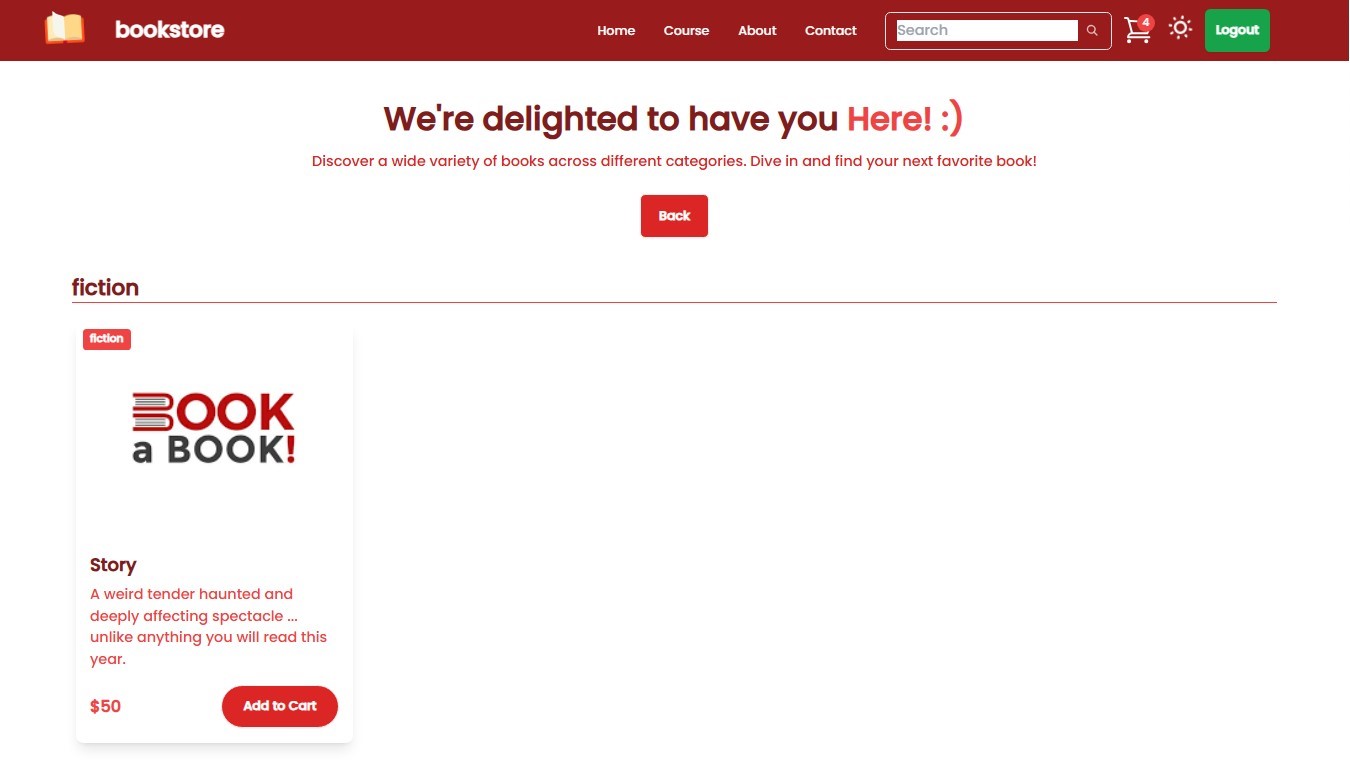 bookstore
Home Course About Contact Search 4 Logout
We're delighted to have you Here! :)
Discover a wide variety of books across different categories. Dive in and find your next favorite book!
Back
fiction
fiction
BOOK
a BOOK!
Story
A weird tender haunted and
deeply affecting spectacle ...
unlike anything you will read this
year.
$50 Add to Cart